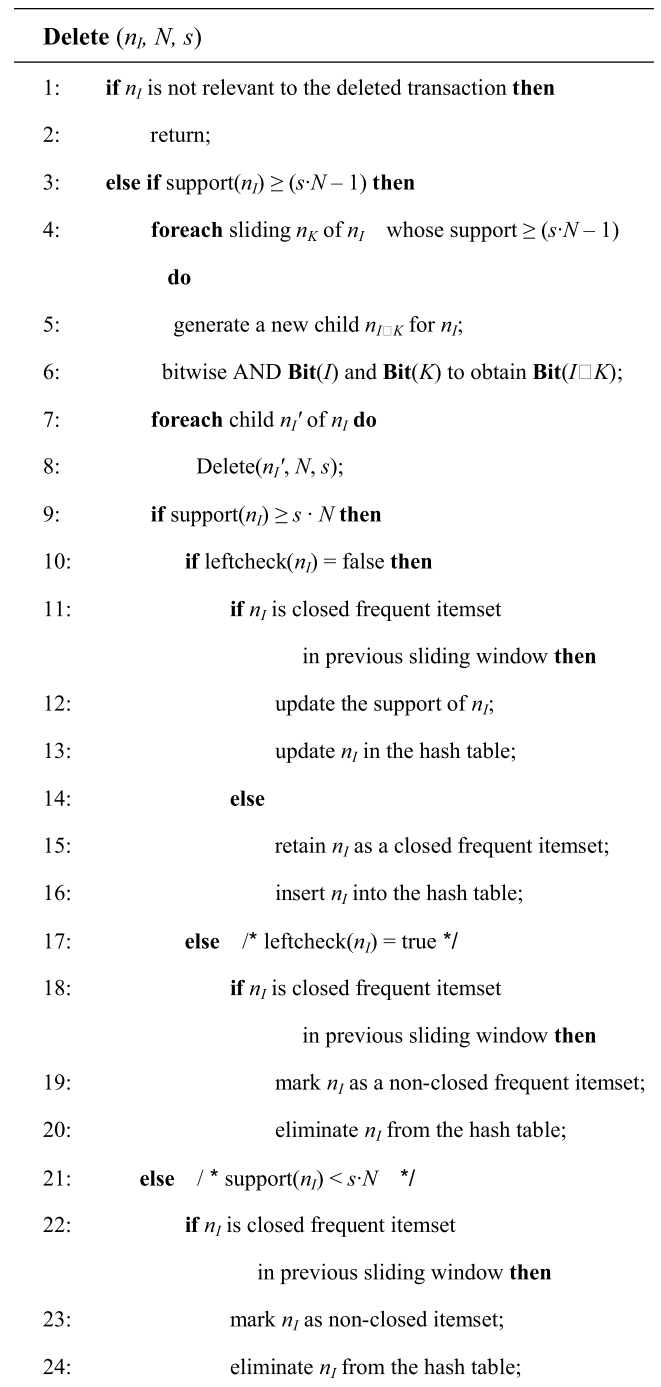 Delete (nI, N, s)
1: if nI is not relevant to the deleted transaction then
2: return;
3: else if support(nI) ≥ (s·N – 1) then
4: foreach sliding nK of nI whose support ≥ (s·N – 1)
do
5: generate a new child nI□K for nI;
6: bitwise AND Bit(I) and Bit(K) to obtain Bit(I□K);
7: foreach child nI′ of nI do
8: Delete(nI′, N, s);
9: if support(nI) ≥ s · N then
10: if leftcheck(nI) = false then
11: if nI is closed frequent itemset
in previous sliding window then
12: update the support of nI;
13: update nI in the hash table;
14: else
15: retain nI as a closed frequent itemset;
16: insert nI into the hash table;
17: else /* leftcheck(nI) = true */
18: if nI is closed frequent itemset
in previous sliding window then
19: mark nI as a non-closed frequent itemset;
20: eliminate nI from the hash table;
21: else / * support(nI) < s·N */
22: if nI is closed frequent itemset
in previous sliding window then
23: mark nI as non-closed itemset;
24: eliminate nI from the hash table;